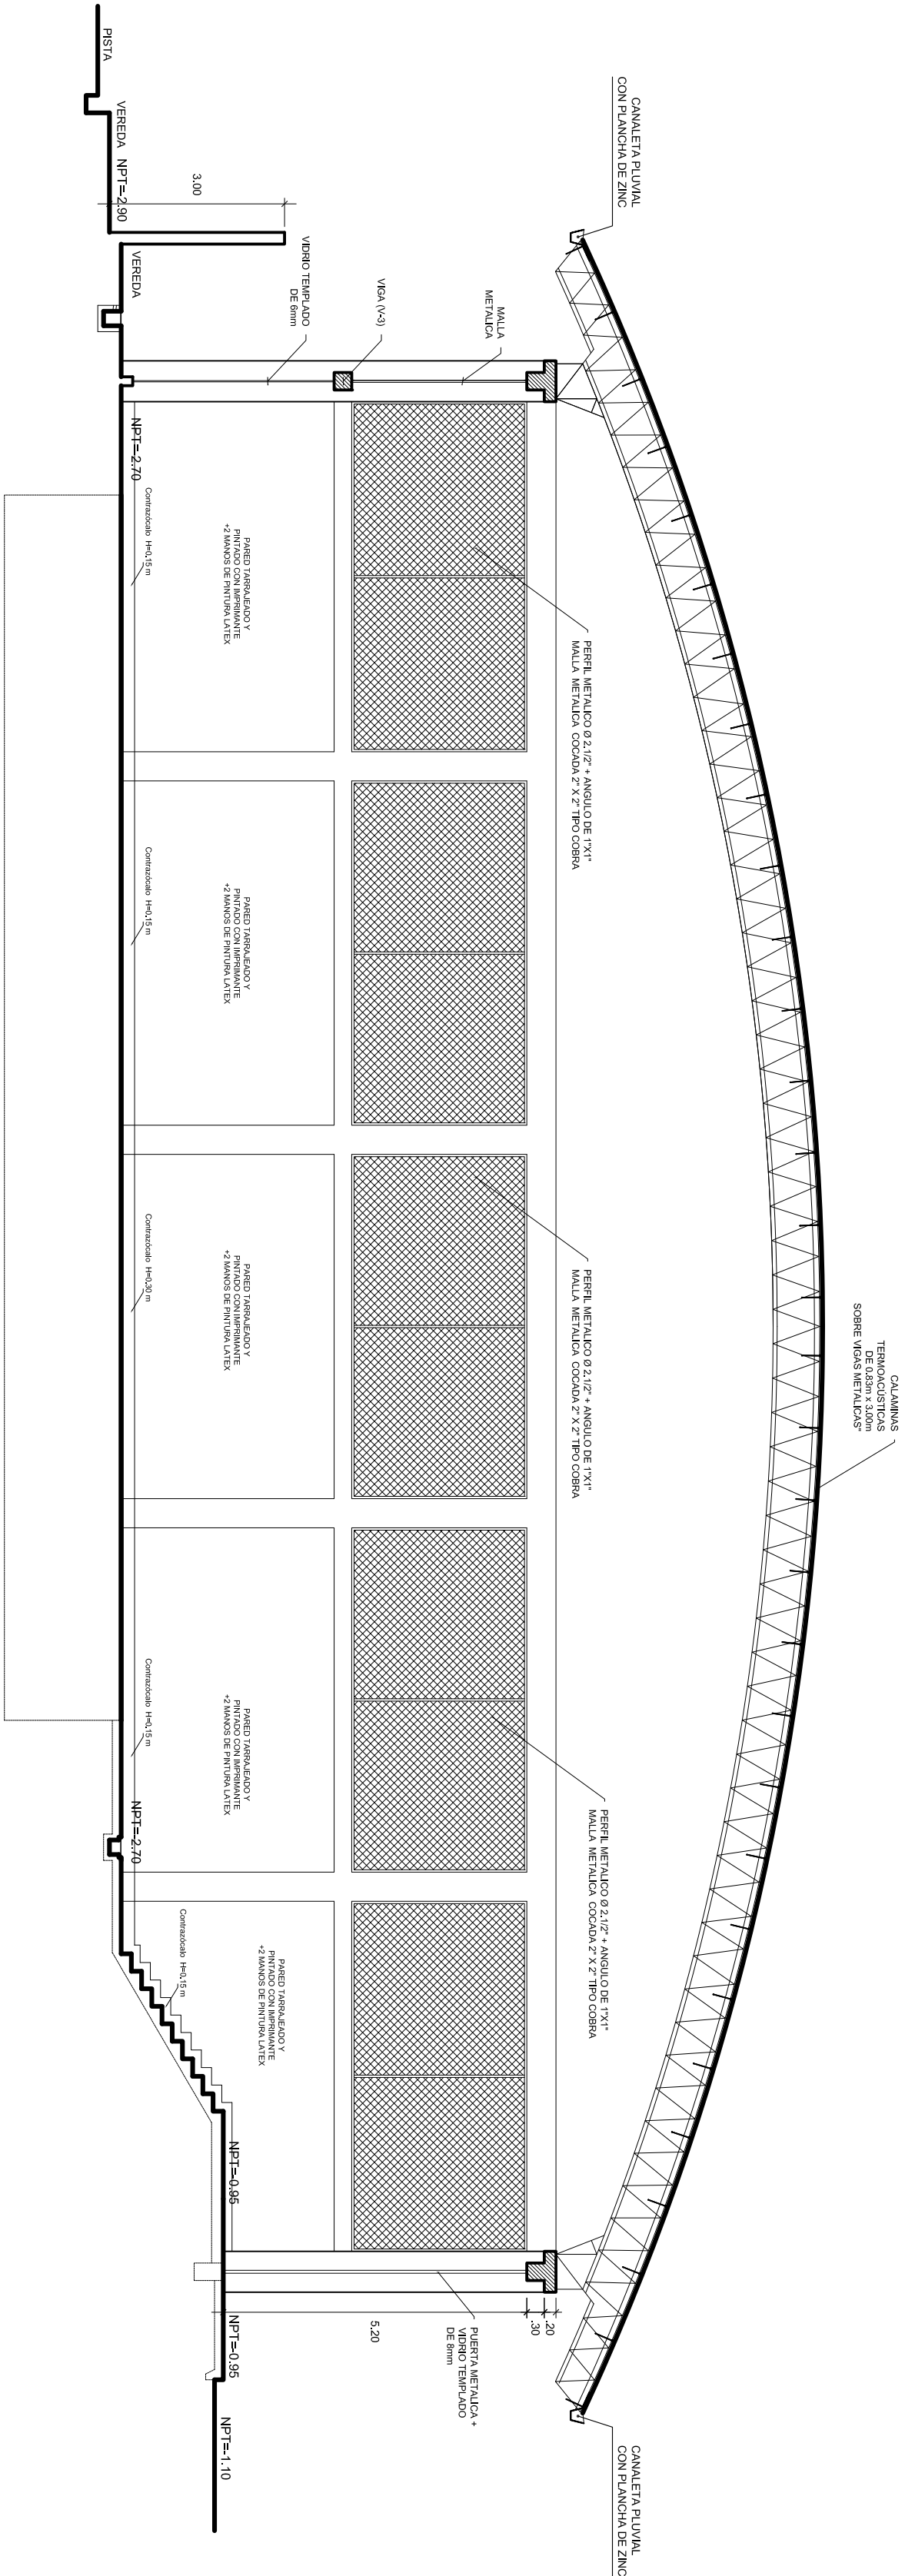 CALAMINAS
TERMOACÚSTICAS
DE 0.83m x 3.00m
SOBRE VIGAS METALICAS"
CANALETA PLUVIAL
CON PLANCHA DE ZINC
CANALETA PLUVIAL
CON PLANCHA DE ZINC
PERFIL METALICO Ø 2.1/2" + ANGULO DE 1"X1"
MALLA METALICA COCADA 2" X 2" TIPO COBRA
PERFIL METALICO Ø 2.1/2" + ANGULO DE 1"X1"
MALLA METALICA COCADA 2" X 2" TIPO COBRA
PERFIL METALICO Ø 2.1/2" + ANGULO DE 1"X1"
MALLA METALICA COCADA 2" X 2" TIPO COBRA
MALLA
METALICA
VIGA (V-3)
VIDRIO TEMPLADO
DE 6mm
.20
.30
5.20
PUERTA METALICA +
VIDRIO TEMPLADO
DE 8mm
3.00
PARED TARRAJEADO Y
PINTADO CON IMPRIMANTE
+2 MANOS DE PINTURA LATEX
PARED TARRAJEADO Y
PINTADO CON IMPRIMANTE
+2 MANOS DE PINTURA LATEX
PARED TARRAJEADO Y
PINTADO CON IMPRIMANTE
+2 MANOS DE PINTURA LATEX
PARED TARRAJEADO Y
PINTADO CON IMPRIMANTE
+2 MANOS DE PINTURA LATEX
PARED TARRAJEADO Y
PINTADO CON IMPRIMANTE
+2 MANOS DE PINTURA LATEX
Contrazócalo H=0.15 m
Contrazócalo H=0.15 m
Contrazócalo H=0.30 m
Contrazócalo H=0.15 m
Contrazócalo H=0.15 m
PISTA
VEREDA NPT=-2.90
VEREDA
NPT=-2.70
NPT=-2.70
NPT=-0.95
NPT=-0.95
NPT=-1.10